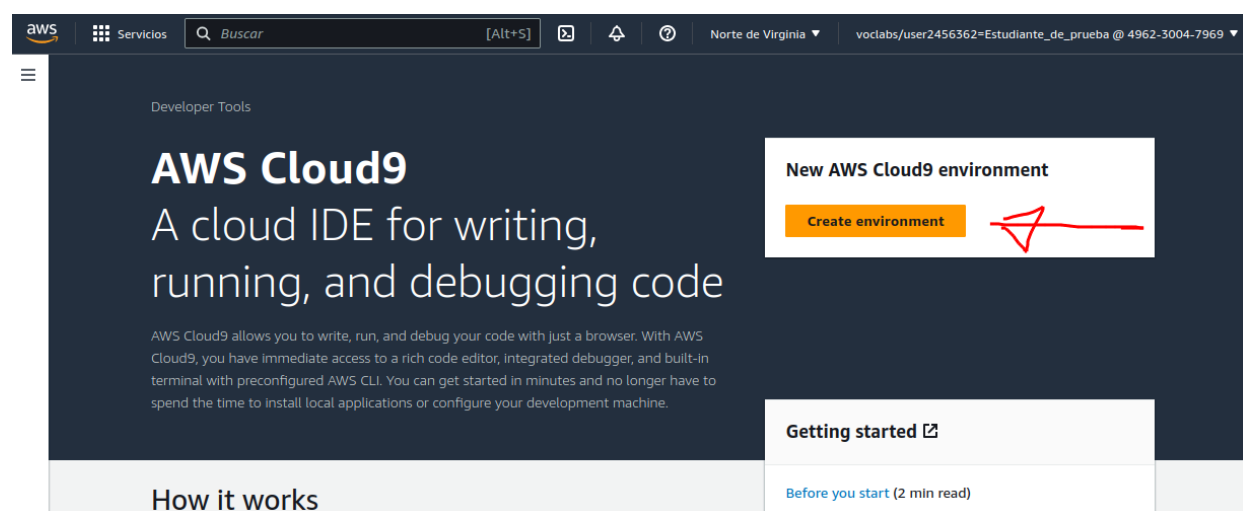 aws
Servicios
Buscar
[Alt+S]
Norte de Virginia
voclabs/user2456362=Estudiante_de_prueba @ 4962-3004-7969
Developer Tools
AWS Cloud9
A cloud IDE for writing,
running, and debugging code
AWS Cloud9 allows you to write, run, and debug your code with just a browser. With AWS
Cloud9, you have immediate access to a rich code editor, integrated debugger, and built-in
terminal with preconfigured AWS CLI. You can get started in minutes and no longer have to
spend the time to install local applications or configure your development machine.
New AWS Cloud9 environment
Create environment
Getting started
Before you start (2 min read)
How it works